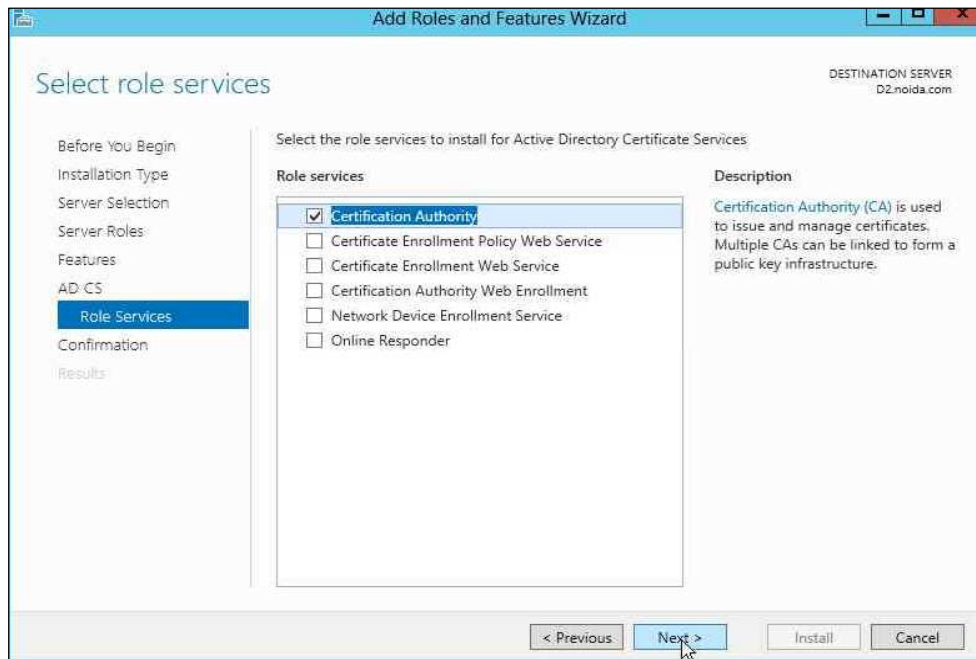 Add Roles and Features Wizard
Select role services
DESTINATION SERVER
D2.noida.com
Before You Begin
Installation Type
Server Selection
Server Roles
Features
AD CS
Role Services
Confirmation
Results
Select the role services to install for Active Directory Certificate Services
Role services
Certification Authority
Certificate Enrollment Policy Web Service
Certificate Enrollment Web Service
Certification Authority Web Enrollment
Network Device Enrollment Service
Online Responder
Description
Certification Authority (CA) is used
to issue and manage certificates.
Multiple CAs can be linked to form a
public key infrastructure.
< Previous
Next >
Install
Cancel